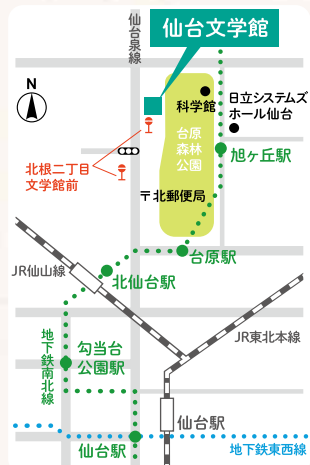 仙台泉線
仙台文学館
N
科学館
日立システムズ
ホール仙台
台原
森林
公園
旭ヶ丘駅
北根二丁目
文学館前
〒北郵便局
台原駅
JR仙山線
北仙台駅
地下鉄南北線
勾当台
公園駅
JR東北本線
仙台駅
仙台駅
地下鉄東西線